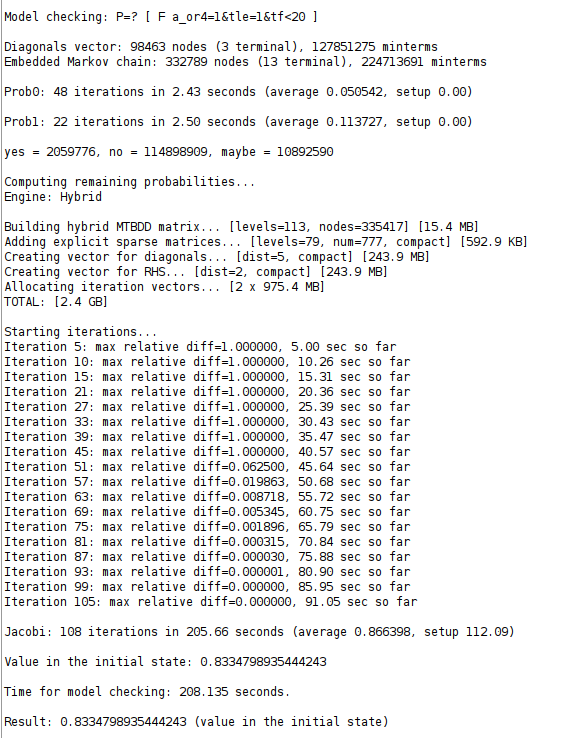 Model checking: P=? [ F a_or4=1&tle=1&tf<20 ]
Diagonals vector: 98463 nodes (3 terminal), 127851275 minterms
Embedded Markov chain: 332789 nodes (13 terminal), 224713691 minterms
Prob0: 48 iterations in 2.43 seconds (average 0.050542, setup 0.00)
Prob1: 22 iterations in 2.50 seconds (average 0.113727, setup 0.00)
yes = 2059776, no = 114898909, maybe = 10892590
Computing remaining probabilities...
Engine: Hybrid
Building hybrid MTBDD matrix... [levels=113, nodes=335417] [15.4 MB]
Adding explicit sparse matrices... [levels=79, num=777, compact] [592.9 KB]
Creating vector for diagonals... [dist=5, compact] [243.9 MB]
Creating vector for RHS... [dist=2, compact] [243.9 MB]
Allocating iteration vectors... [2 x 975.4 MB]
TOTAL: [2.4 GB]
Starting iterations...
Iteration 5: max relative diff=1.000000, 5.00 sec so far
Iteration 10: max relative diff=1.000000, 10.26 sec so far
Iteration 15: max relative diff=1.000000, 15.31 sec so far
Iteration 21: max relative diff=1.000000, 20.36 sec so far
Iteration 27: max relative diff=1.000000, 25.39 sec so far
Iteration 33: max relative diff=1.000000, 30.43 sec so far
Iteration 39: max relative diff=1.000000, 35.47 sec so far
Iteration 45: max relative diff=1.000000, 40.57 sec so far
Iteration 51: max relative diff=0.062500, 45.64 sec so far
Iteration 57: max relative diff=0.019863, 50.68 sec so far
Iteration 63: max relative diff=0.008718, 55.72 sec so far
Iteration 69: max relative diff=0.005345, 60.75 sec so far
Iteration 75: max relative diff=0.001896, 65.79 sec so far
Iteration 81: max relative diff=0.000315, 70.84 sec so far
Iteration 87: max relative diff=0.000030, 75.88 sec so far
Iteration 93: max relative diff=0.000001, 80.90 sec so far
Iteration 99: max relative diff=0.000000, 85.95 sec so far
Iteration 105: max relative diff=0.000000, 91.05 sec so far
Jacobi: 108 iterations in 205.66 seconds (average 0.866398, setup 112.09)
Value in the initial state: 0.8334798935444243
Time for model checking: 208.135 seconds.
Result: 0.8334798935444243 (value in the initial state)